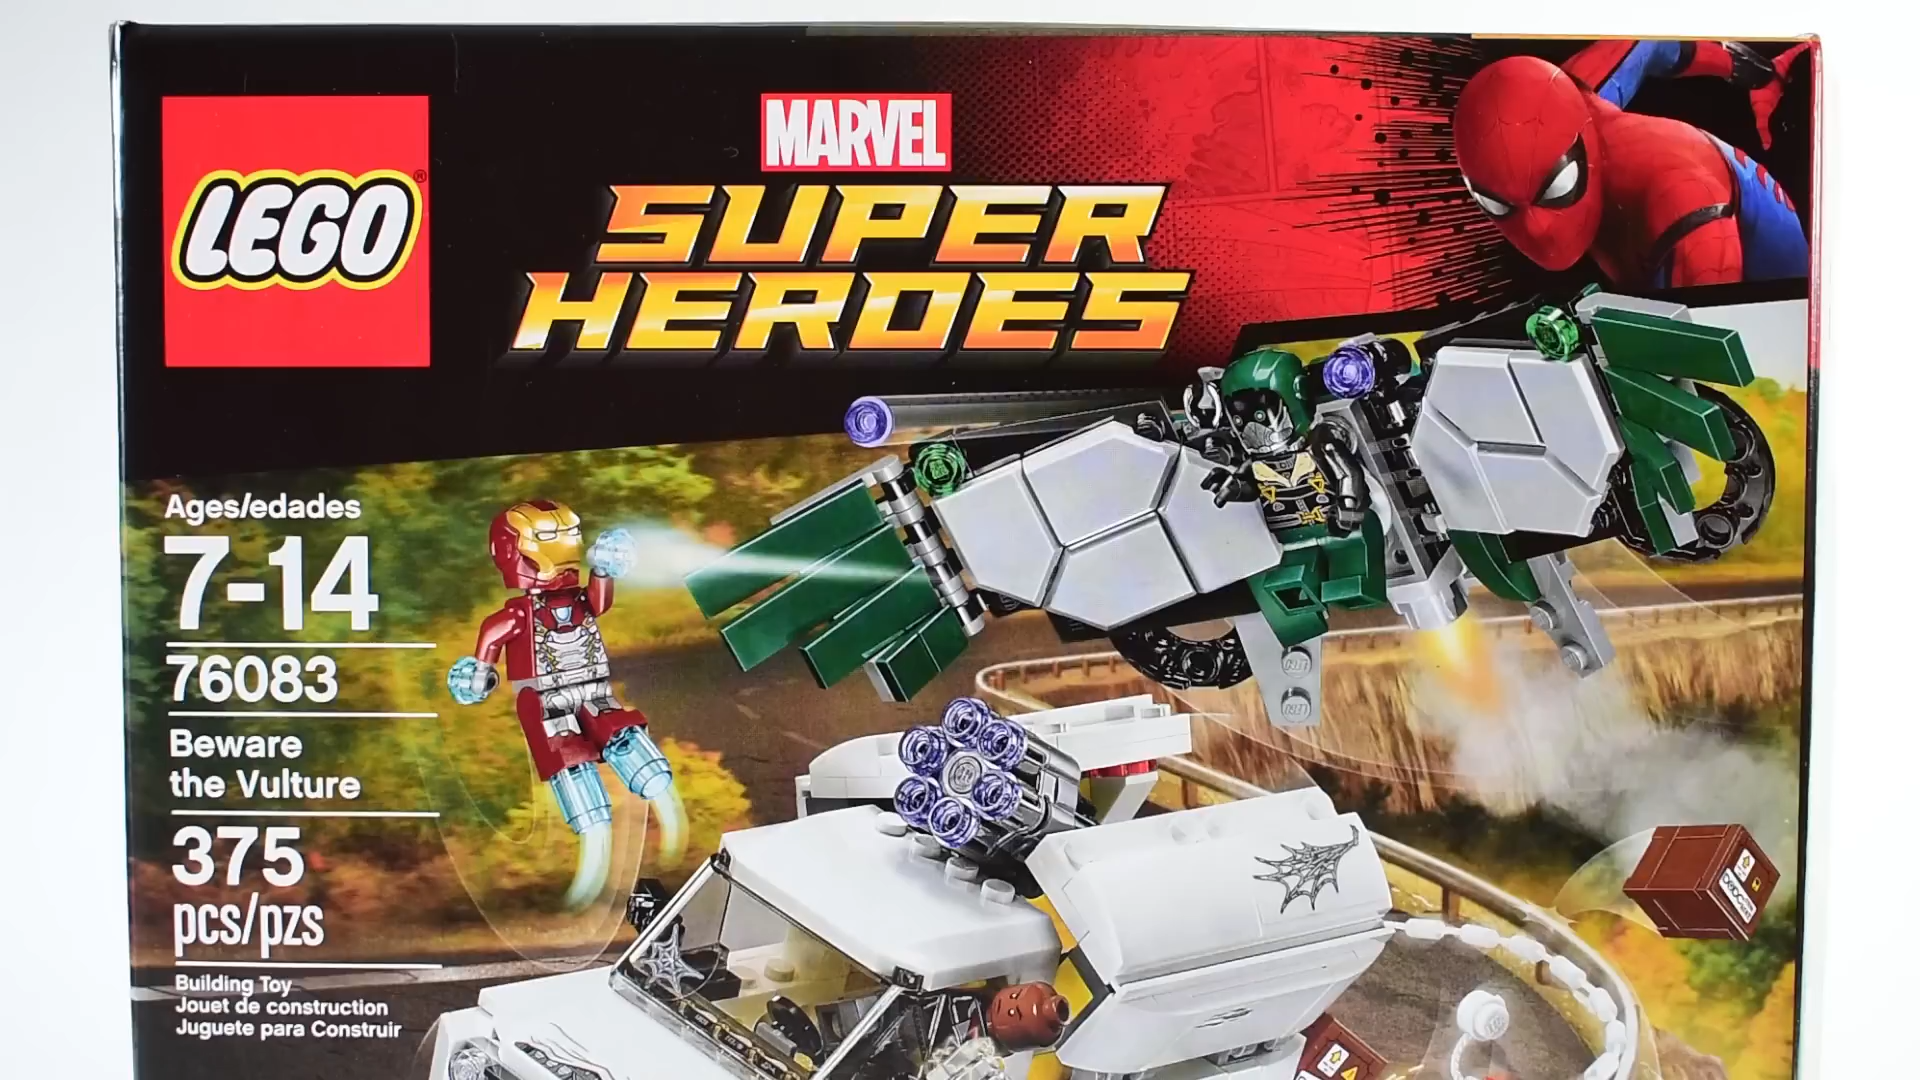 LEGO®
MARVEL
SUPER
HEROES
Ages/edades
7-14
76083
Beware
the Vulture
375
pcs/pzs
Building Toy
Jouet de construction
Juguete para Construir